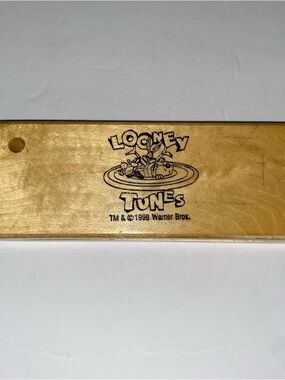 LOONEY
TUNES
TM & © 1998 Warner Bros.